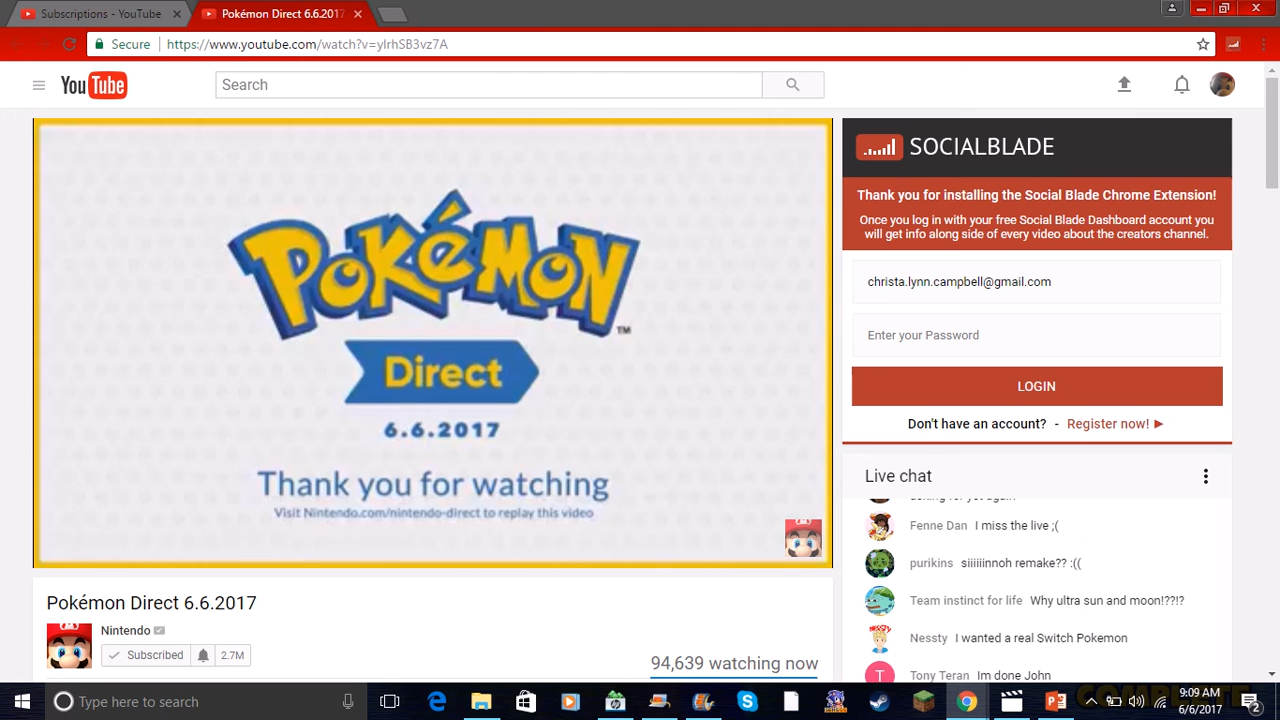 Subscriptions - YouTube
Pokémon Direct 6.6.2017
Secure
https://www.youtube.com/watch?v=yIrhSB3vz7A
YouTube
Search
Pokémon
TM
Direct
6.6.2017
Thank you for watching
Visit Nintendo.com/nintendo-direct to replay this video
Pokémon Direct 6.6.2017
Nintendo
Subscribed
2.7M
94,639 watching now
SOCIALBLADE
Thank you for installing the Social Blade Chrome Extension!
Once you log in with your free Social Blade Dashboard account you
will get info along side of every video about the creators channel.
christa.lynn.campbell@gmail.com
Enter your Password
LOGIN
Don't have an account? - Register now!
Live chat
Fenne Dan I miss the live ;(
purikins siiiiiinnoh remake?? :((
Team instinct for life Why ultra sun and moon!??!?
Nessty I wanted a real Switch Pokemon
T Tony Teran Im done John
Type here to search
9:09 AM
6/6/2017
2